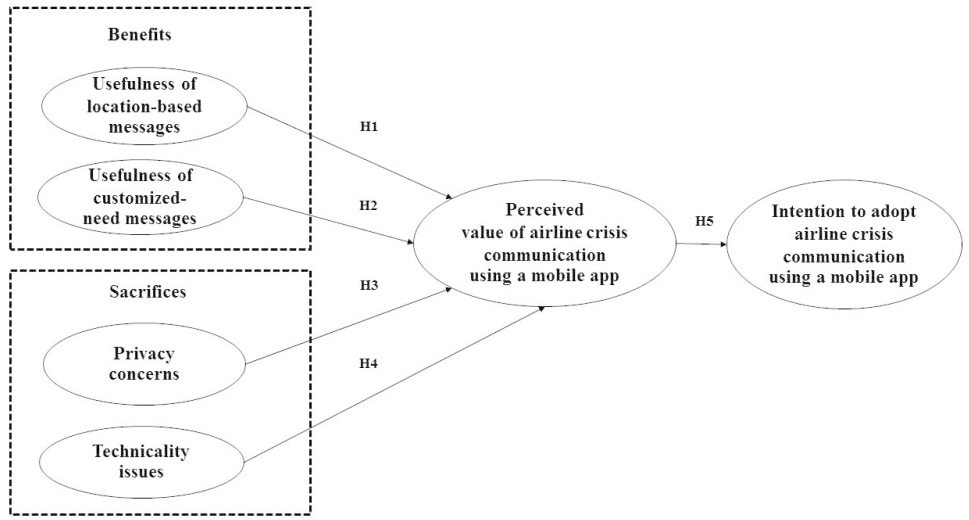 Benefits
Usefulness of
location-based
messages
H1
Usefulness of
customized-
need messages
H2
Perceived
value of airline crisis
communication
using a mobile app
H5
Intention to adopt
airline crisis
communication
using a mobile app
Sacrifices
H3
Privacy
concerns
H4
Technicality
issues